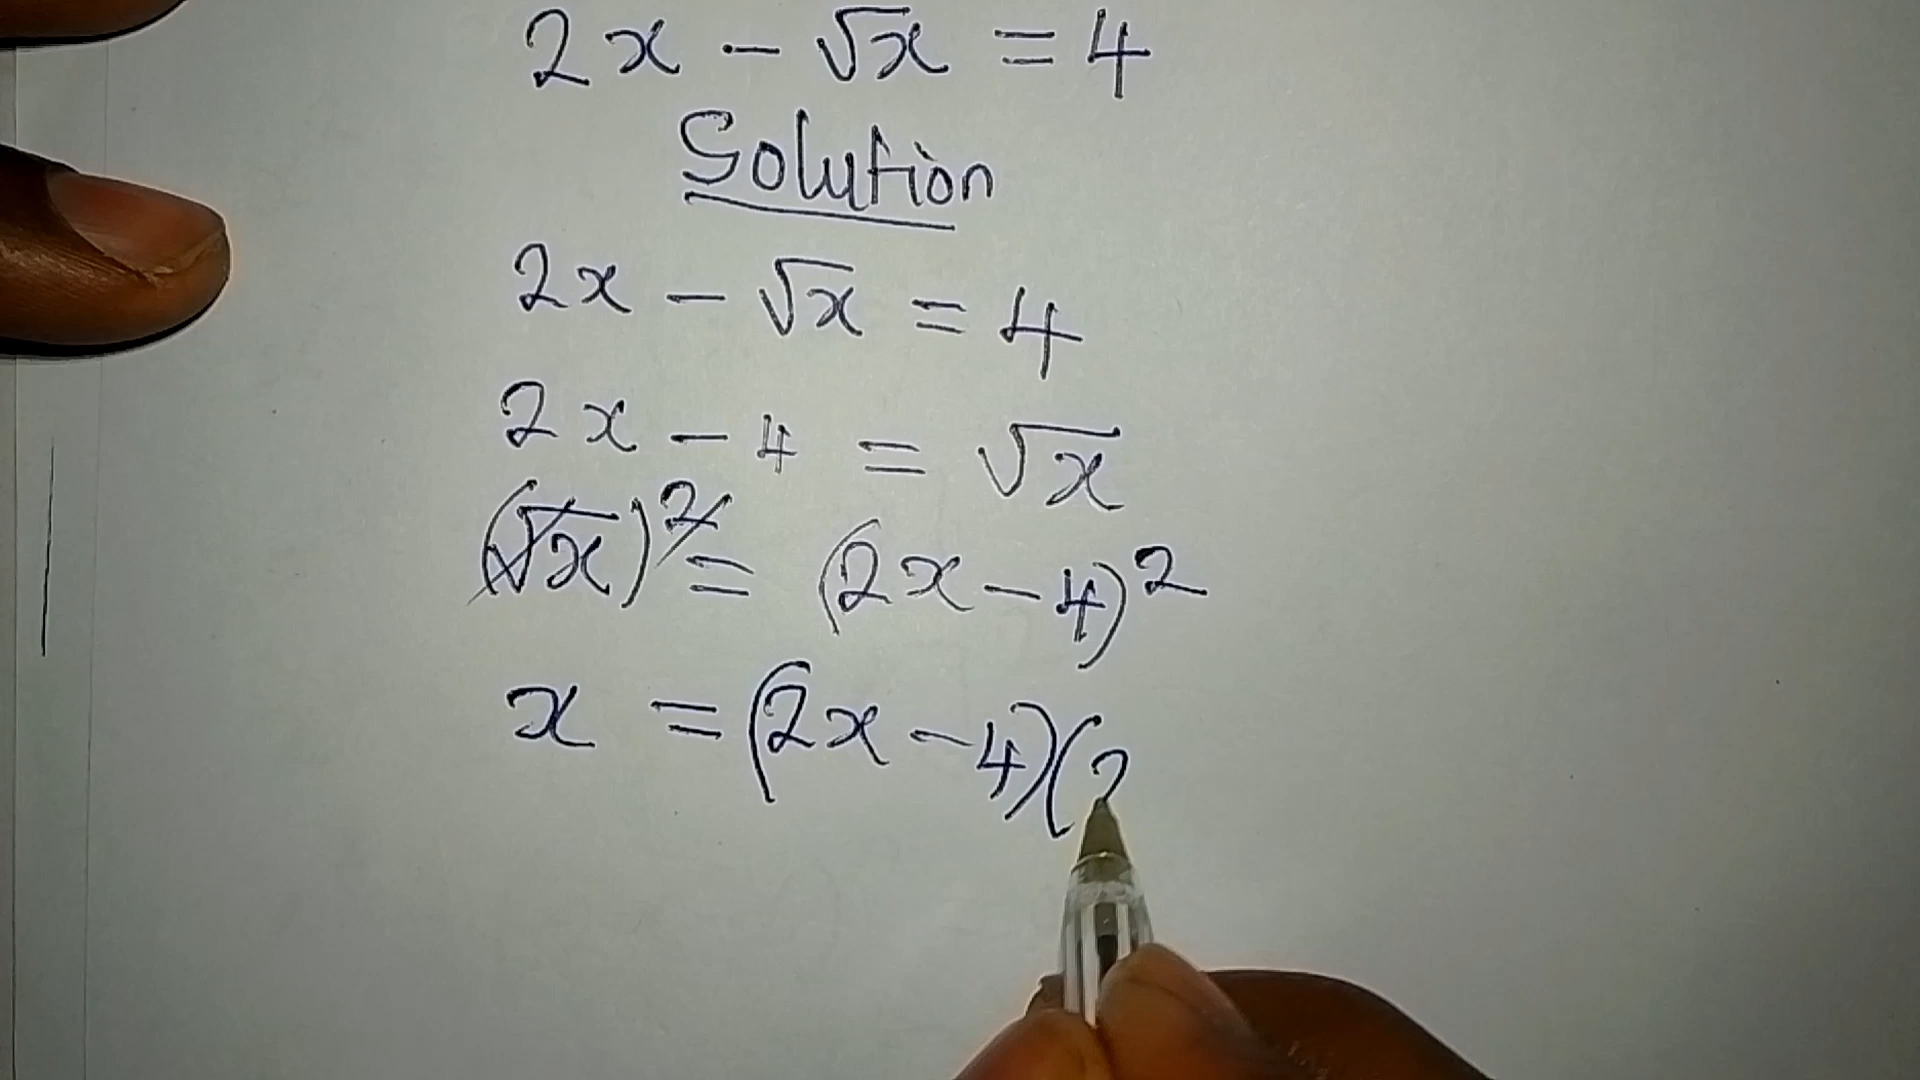 2x - √x = 4
Solution
2x - √x = 4
2x - 4 = √x
(√x)² = (2x - 4)²
x = (2x - 4)(2